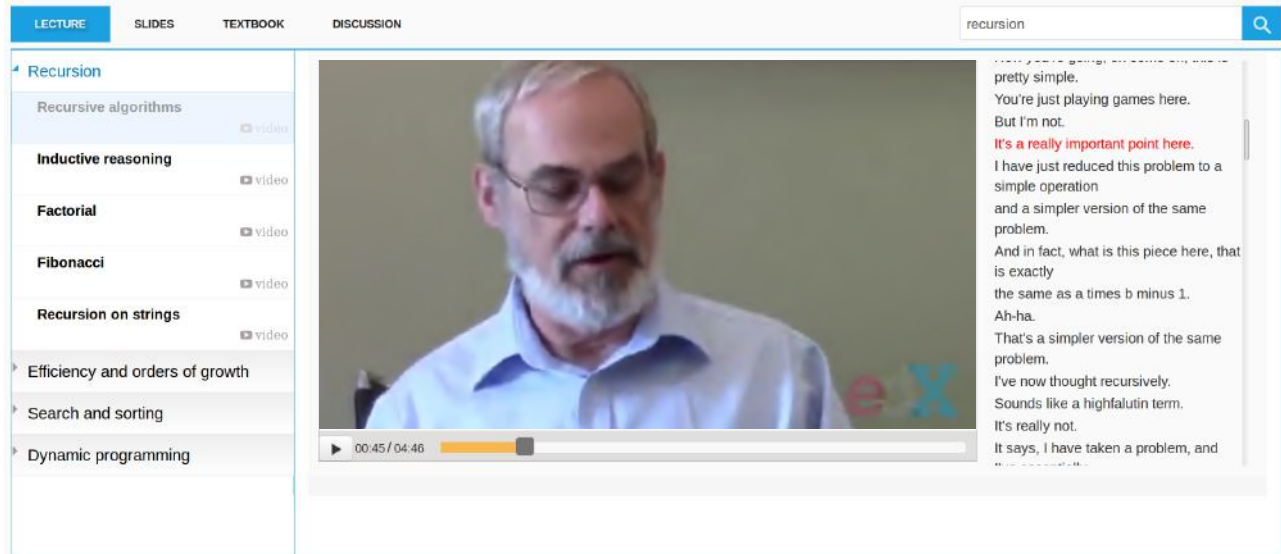 LECTURE SLIDES TEXTBOOK DISCUSSION
recursion
Recursion
Recursive algorithms
video
Inductive reasoning
video
Factorial
video
Fibonacci
video
Recursion on strings
video
Efficiency and orders of growth
Search and sorting
Dynamic programming
edX
00:45 / 04:46
pretty simple.
You're just playing games here.
But I'm not.
It's a really important point here.
I have just reduced this problem to a
simple operation
and a simpler version of the same
problem.
And in fact, what is this piece here, that
is exactly
the same as a times b minus 1.
Ah-ha.
That's a simpler version of the same
problem.
I've now thought recursively.
Sounds like a highfalutin term.
It's really not.
It says, I have taken a problem, and